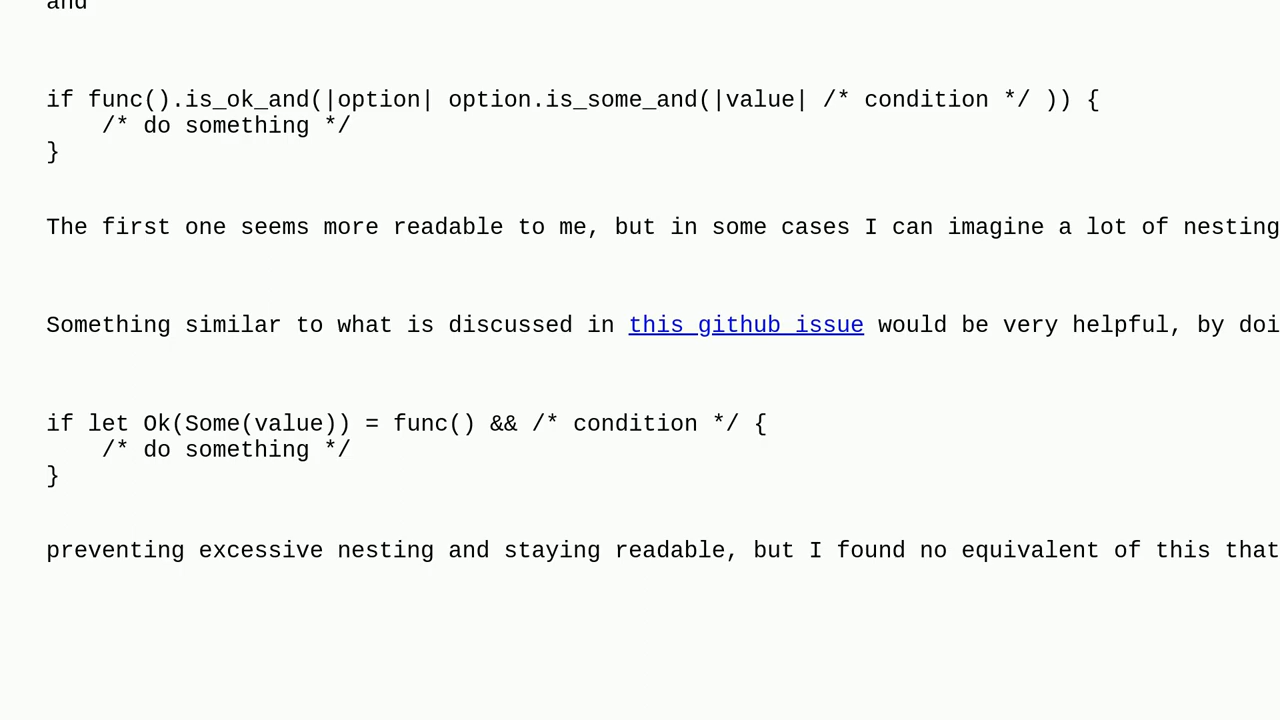 and
if func().is_ok_and(|option| option.is_some_and(|value| /* condition */ )) {
    /* do something */
}
The first one seems more readable to me, but in some cases I can imagine a lot of nesting
Something similar to what is discussed in this github issue would be very helpful, by doi
if let Ok(Some(value)) = func() && /* condition */ {
    /* do something */
}
preventing excessive nesting and staying readable, but I found no equivalent of this that